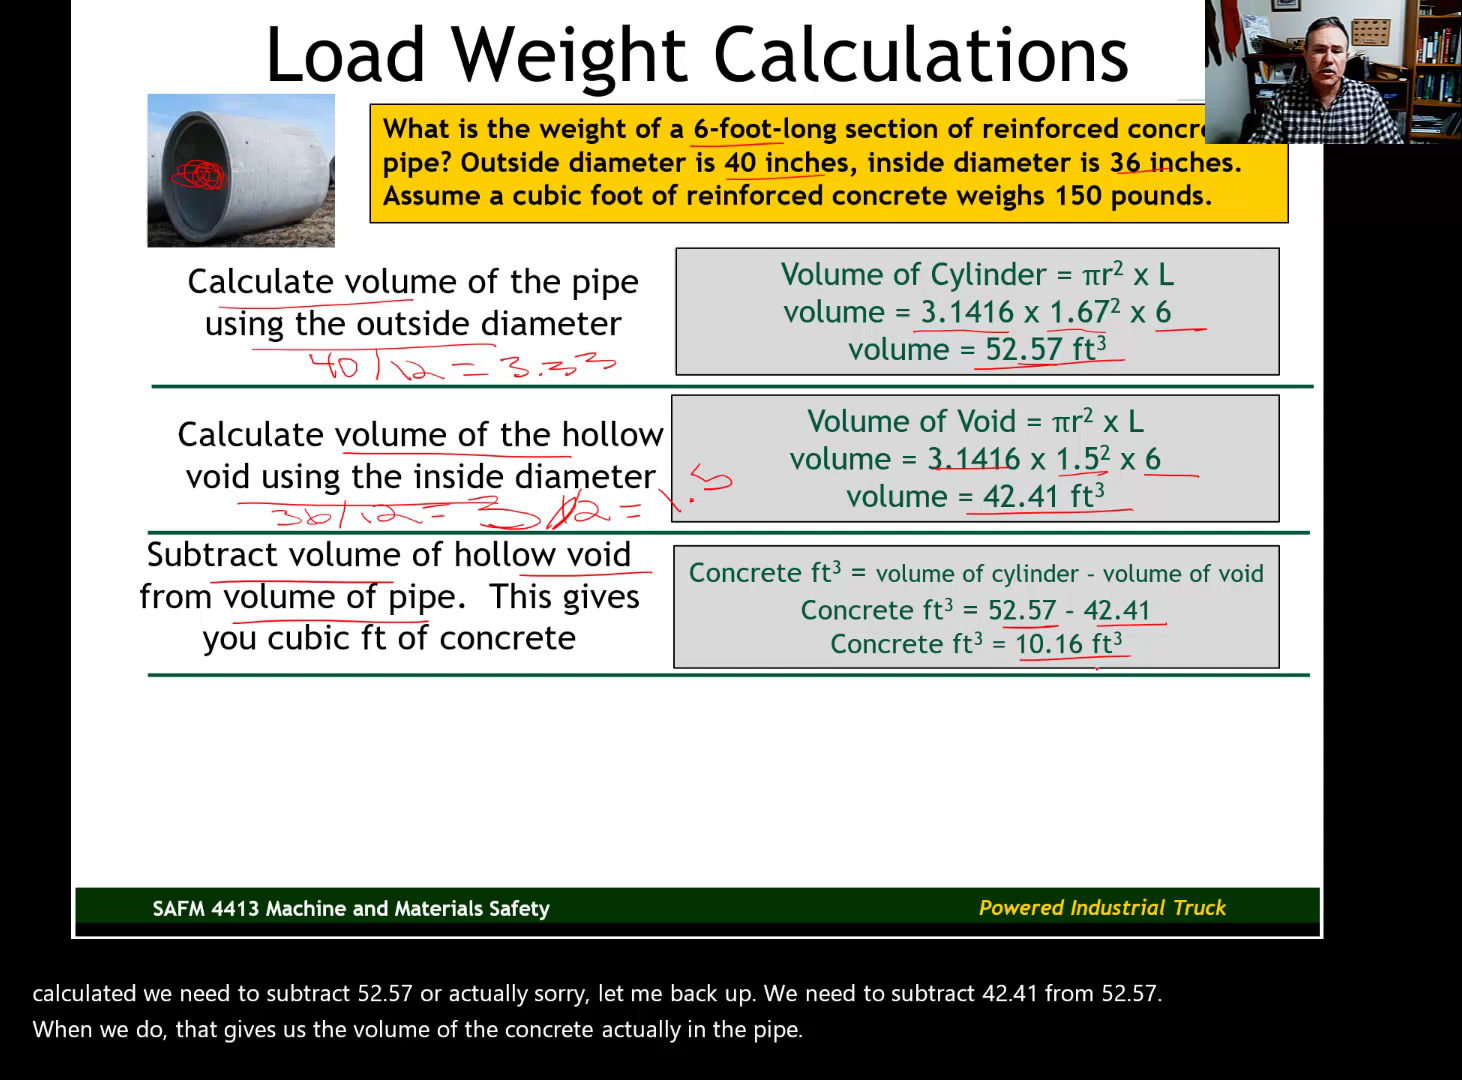 Load Weight Calculations
What is the weight of a 6-foot-long section of reinforced concre
pipe? Outside diameter is 40 inches, inside diameter is 36 inches.
Assume a cubic foot of reinforced concrete weighs 150 pounds.
Calculate volume of the pipe
using the outside diameter
40/12 = 3.33
Volume of Cylinder = πr² x L
volume = 3.1416 x 1.67² x 6
volume = 52.57 ft³
Calculate volume of the hollow
void using the inside diameter
36/12 = 3/2 = 1.5
Volume of Void = πr² x L
volume = 3.1416 x 1.5² x 6
volume = 42.41 ft³
Subtract volume of hollow void
from volume of pipe. This gives
you cubic ft of concrete
Concrete ft³ = volume of cylinder - volume of void
Concrete ft³ = 52.57 - 42.41
Concrete ft³ = 10.16 ft³
SAFM 4413 Machine and Materials Safety
Powered Industrial Truck
calculated we need to subtract 52.57 or actually sorry, let me back up. We need to subtract 42.41 from 52.57.
When we do, that gives us the volume of the concrete actually in the pipe.